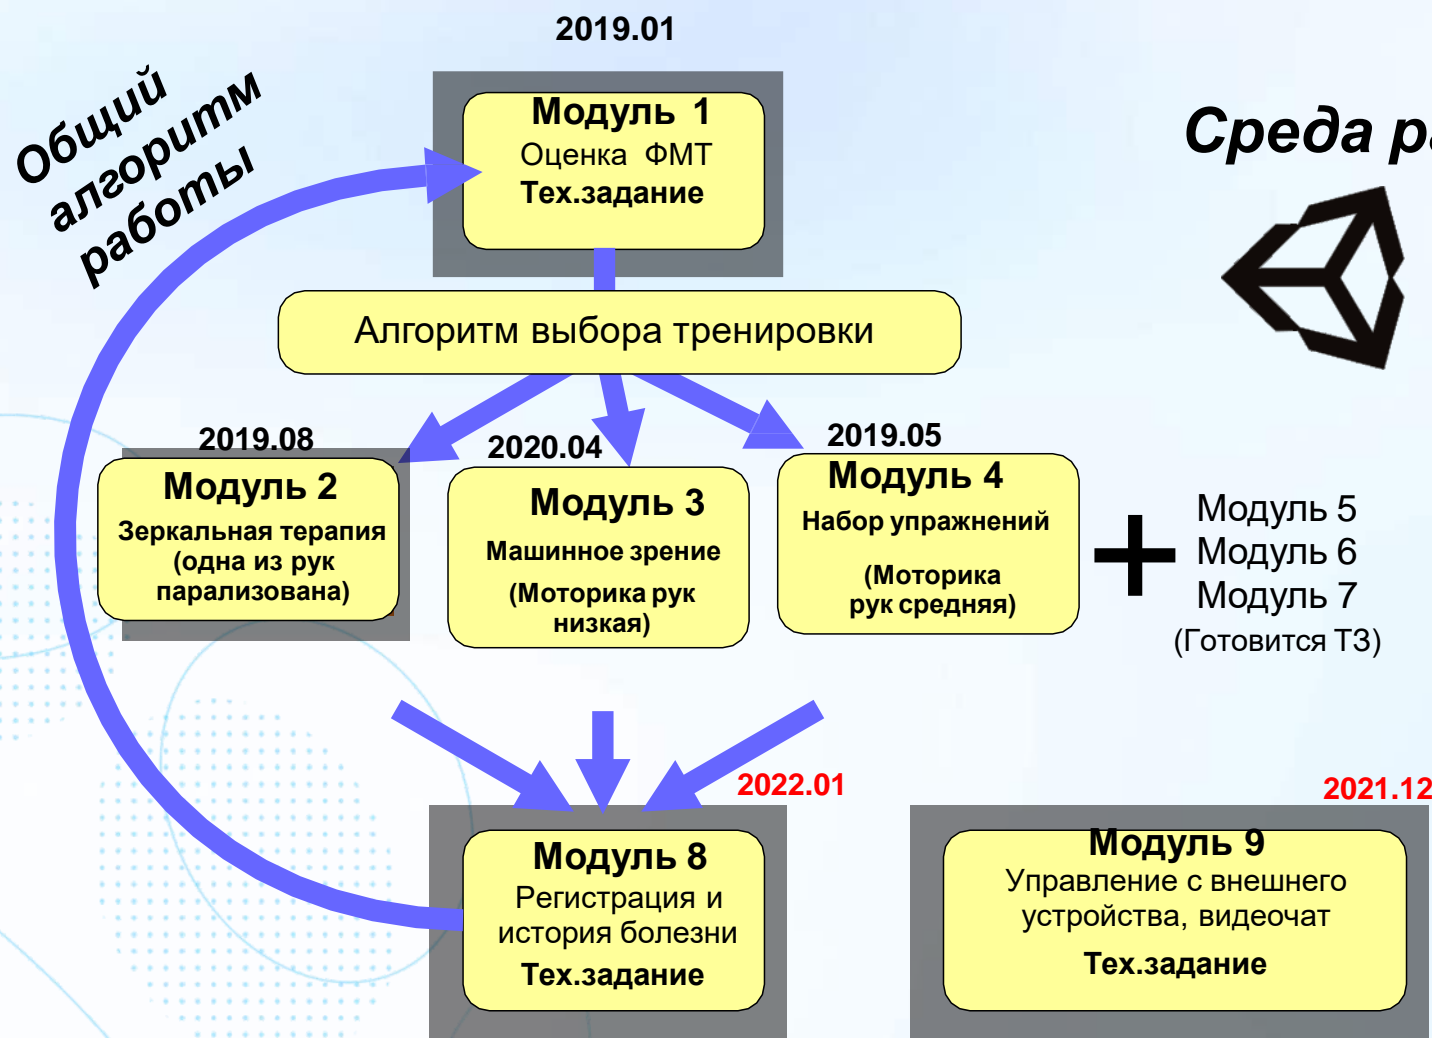 2019.01
Общий
алгоритм
работы
Модуль 1
Оценка ФМТ
Тех.задание
Среда
Алгоритм выбора тренировки
2019.08
Модуль 2
Зеркальная терапия
(одна из рук
парализована)
2020.04
Модуль 3
Машинное зрение
(Моторика рук
низкая)
2019.05
Модуль 4
Набор упражнений
(Моторика
рук средняя)
+
Модуль 5
Модуль 6
Модуль 7
(Готовится ТЗ)
2022.01
Модуль 8
Регистрация и
история болезни
Тех.задание
2021.12
Модуль 9
Управление с внешнего
устройства, видеочат
Тех.задание